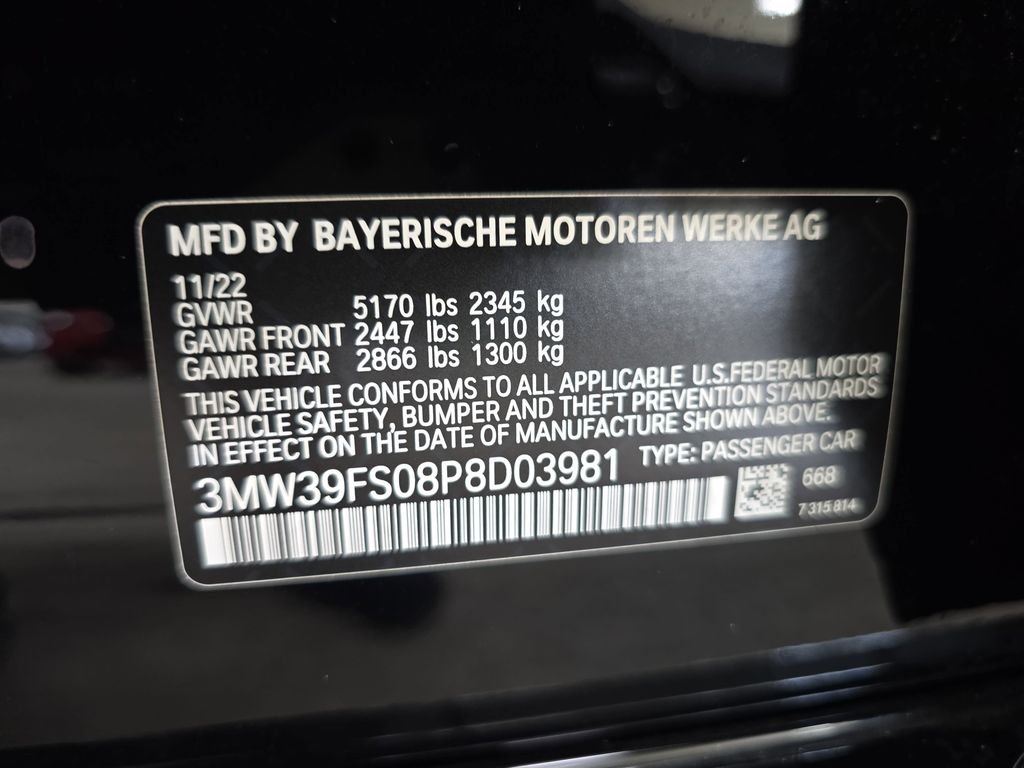 MFD BY BAYERISCHE MOTOREN WERKE AG
11/22
GVWR 5170 lbs 2345 kg
GAWR FRONT 2447 lbs 1110 kg
GAWR REAR 2866 lbs 1300 kg
THIS VEHICLE CONFORMS TO ALL APPLICABLE U.S.FEDERAL MOTOR
VEHICLE SAFETY, BUMPER AND THEFT PREVENTION STANDARDS
IN EFFECT ON THE DATE OF MANUFACTURE SHOWN ABOVE.
3MW39FS08P8D03981 TYPE: PASSENGER CAR
668
7 315 814